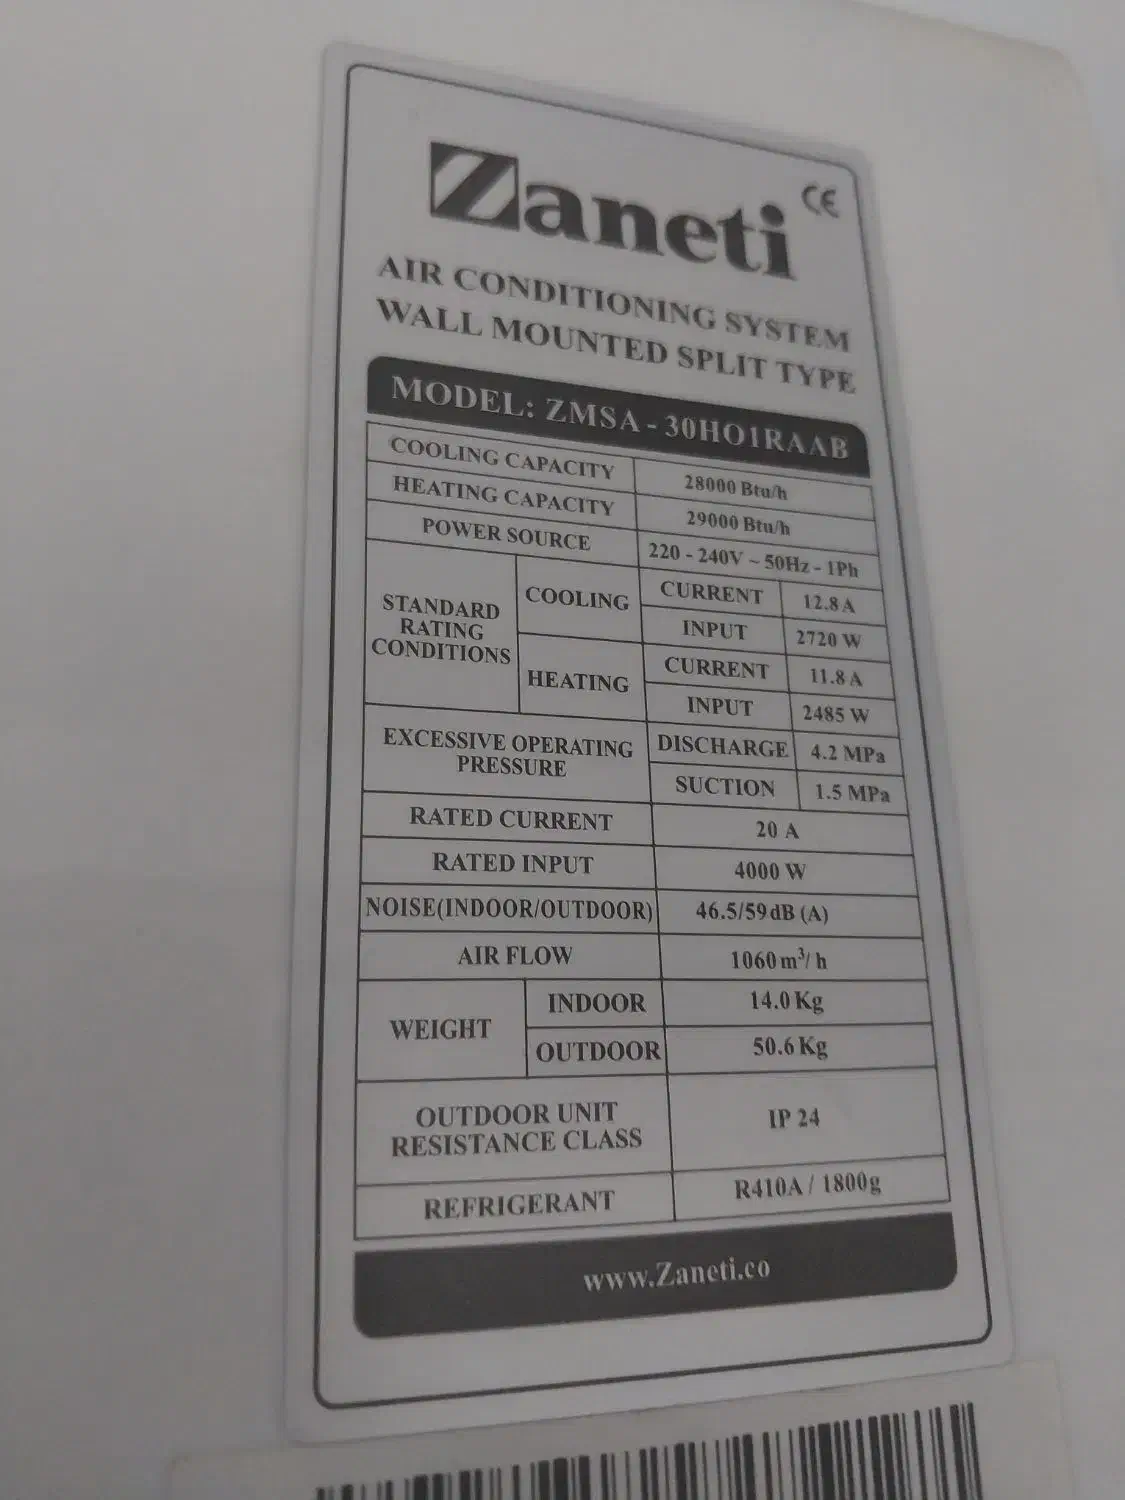 Zaneti CE
AIR CONDITIONING SYSTEM
WALL MOUNTED SPLIT TYPE
MODEL: ZMSA - 30HO1RAAB
COOLING CAPACITY 28000 Btu/h
HEATING CAPACITY 29000 Btu/h
POWER SOURCE 220 - 240V ~ 50Hz - 1Ph
STANDARD
RATING
CONDITIONS
COOLING
CURRENT 12.8 A
INPUT 2720 W
HEATING
CURRENT 11.8 A
INPUT 2485 W
EXCESSIVE OPERATING
PRESSURE
DISCHARGE 4.2 MPa
SUCTION 1.5 MPa
RATED CURRENT 20 A
RATED INPUT 4000 W
NOISE(INDOOR/OUTDOOR) 46.5/59 dB (A)
AIR FLOW 1060 m³/ h
WEIGHT
INDOOR 14.0 Kg
OUTDOOR 50.6 Kg
OUTDOOR UNIT
RESISTANCE CLASS
IP 24
REFRIGERANT R410A / 1800g
www.Zaneti.co